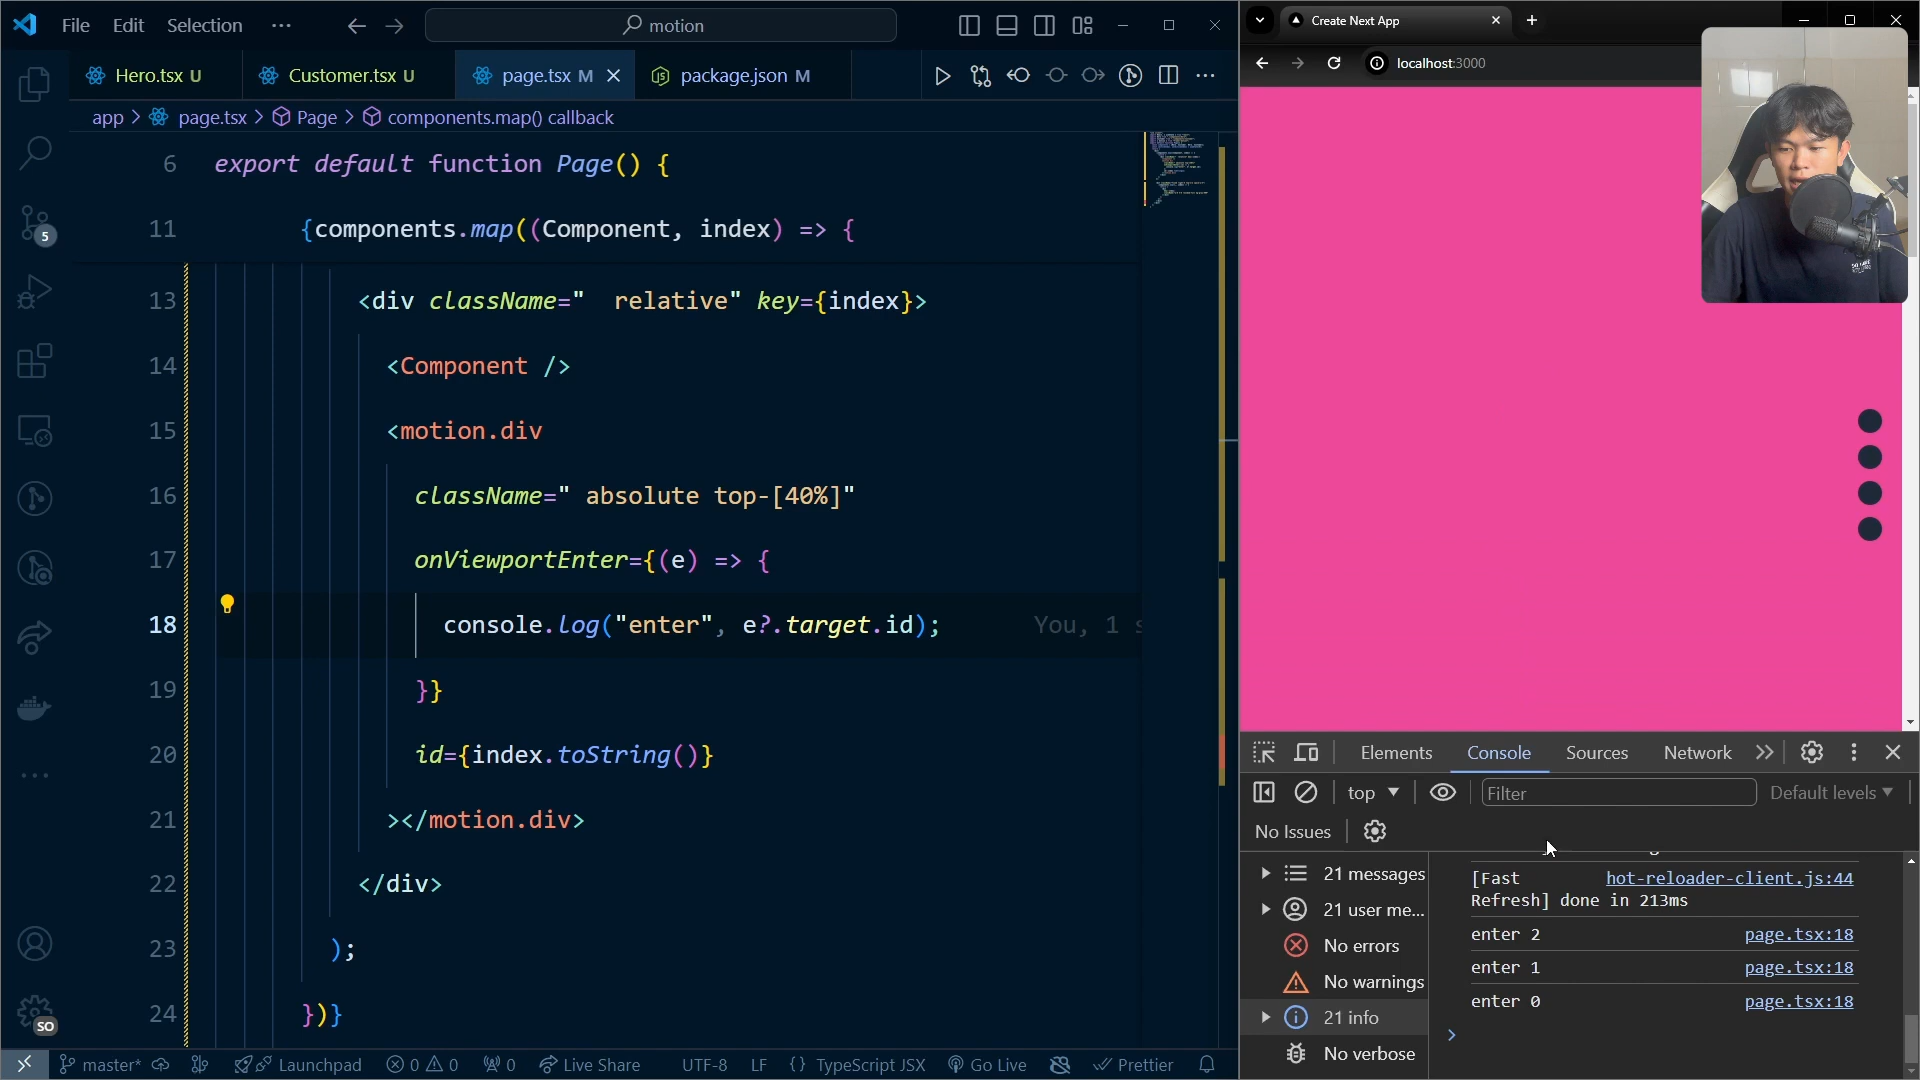 File Edit Selection ··· motion
Hero.tsx U Customer.tsx U page.tsx M package.json M
app > page.tsx > Page > components.map() callback
6 export default function Page() {
11 {components.map((Component, index) => {
13 <div className="  relative" key={index}>
14 <Component />
15 <motion.div
16 className=" absolute top-[40%]"
17 onViewportEnter={(e) => {
18 console.log("enter", e?.target.id); You, 1 s
19 }}
20 id={index.toString()}
21 ></motion.div>
22 </div>
23 );
24 })}
5
SO
master* Launchpad 0 0 0 Live Share UTF-8 LF {} TypeScript JSX Go Live Prettier
Create Next App
localhost:3000
Elements Console Sources Network
top Filter Default levels
No Issues
21 messages
21 user me...
No errors
No warnings
21 info
No verbose
[Fast hot-reloader-client.js:44
Refresh] done in 213ms
enter 2 page.tsx:18
enter 1 page.tsx:18
enter 0 page.tsx:18